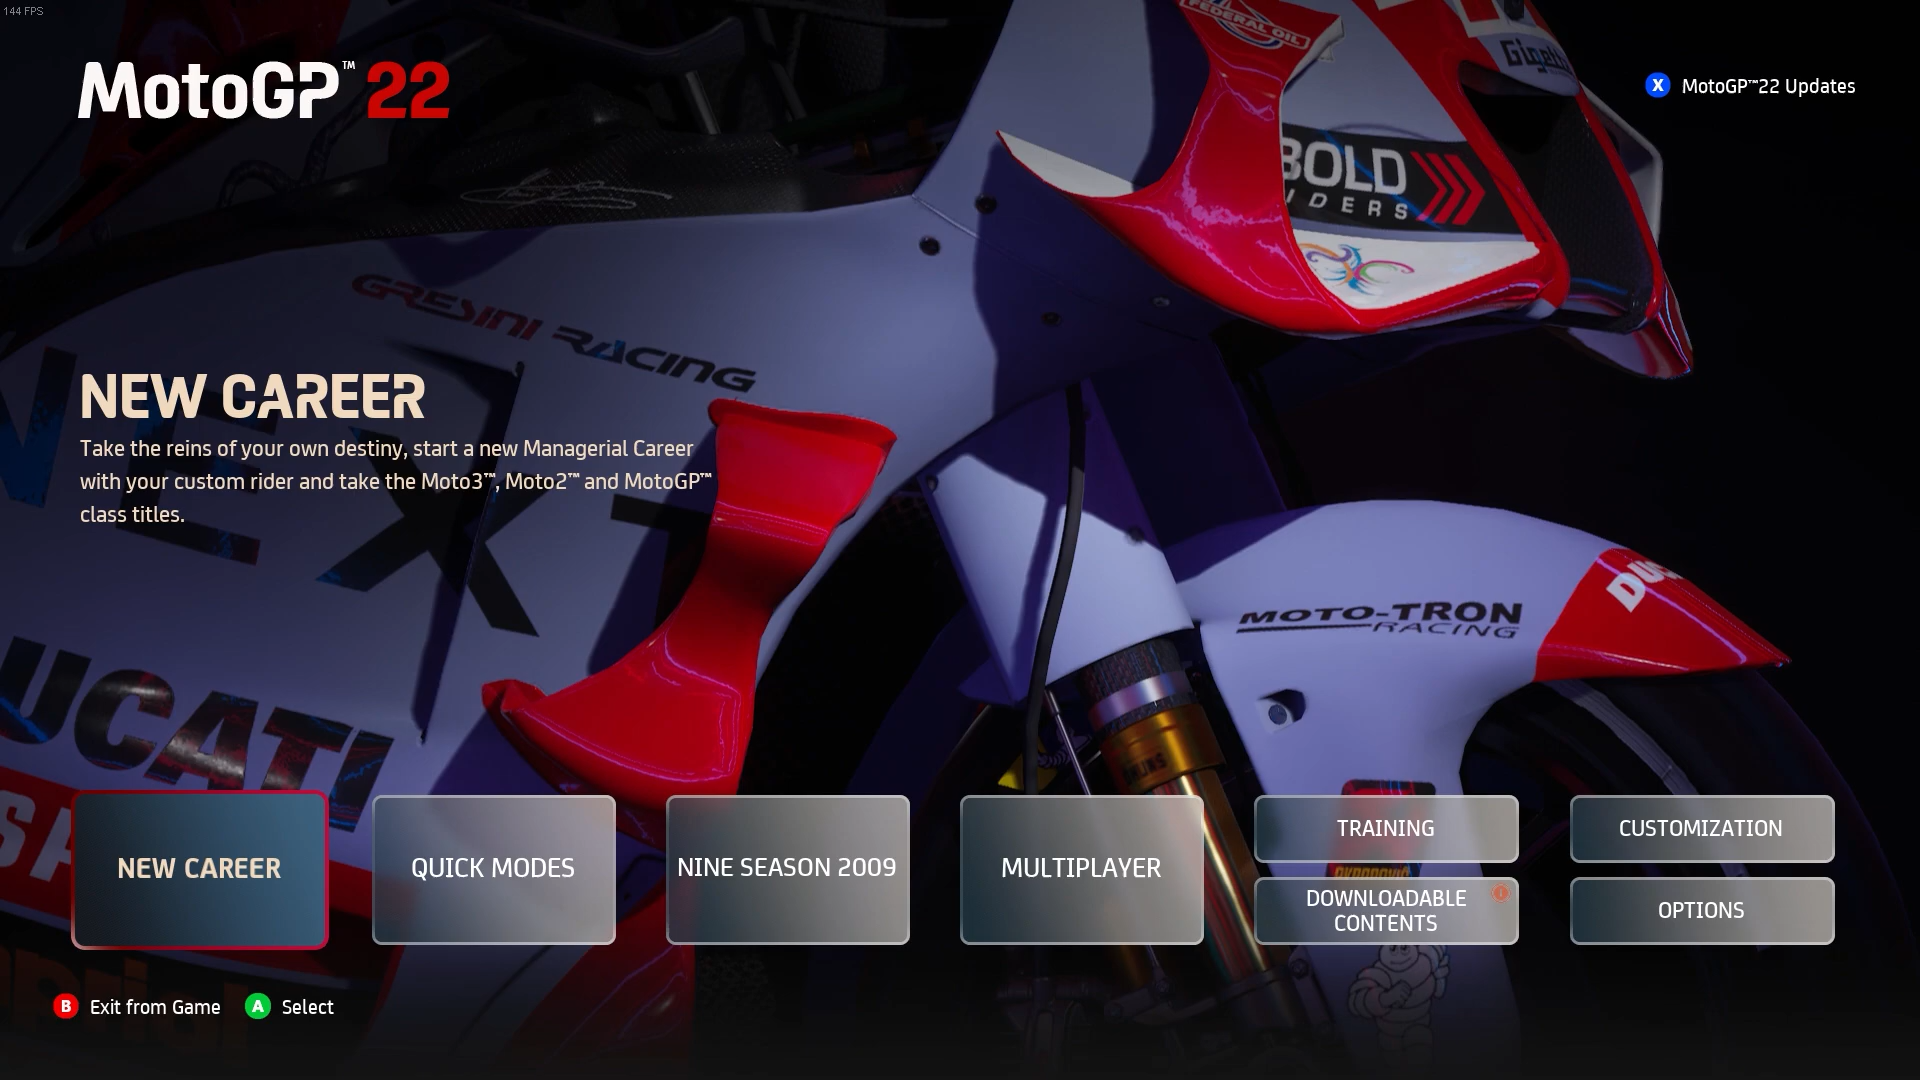 144 FPS
MotoGP™ 22
X MotoGP™22 Updates
FEDERAL OIL
BOLD
RIDERS
GRESINI RACING
NEW CAREER
Take the reins of your own destiny, start a new Managerial Career
with your custom rider and take the Moto3™, Moto2™ and MotoGP™
class titles.
NEXT
MOTO-TRON
RACING
DUCATI
NEW CAREER
QUICK MODES
NINE SEASON 2009
MULTIPLAYER
TRAINING
CUSTOMIZATION
DOWNLOADABLE
CONTENTS
OPTIONS
B Exit from Game
A Select